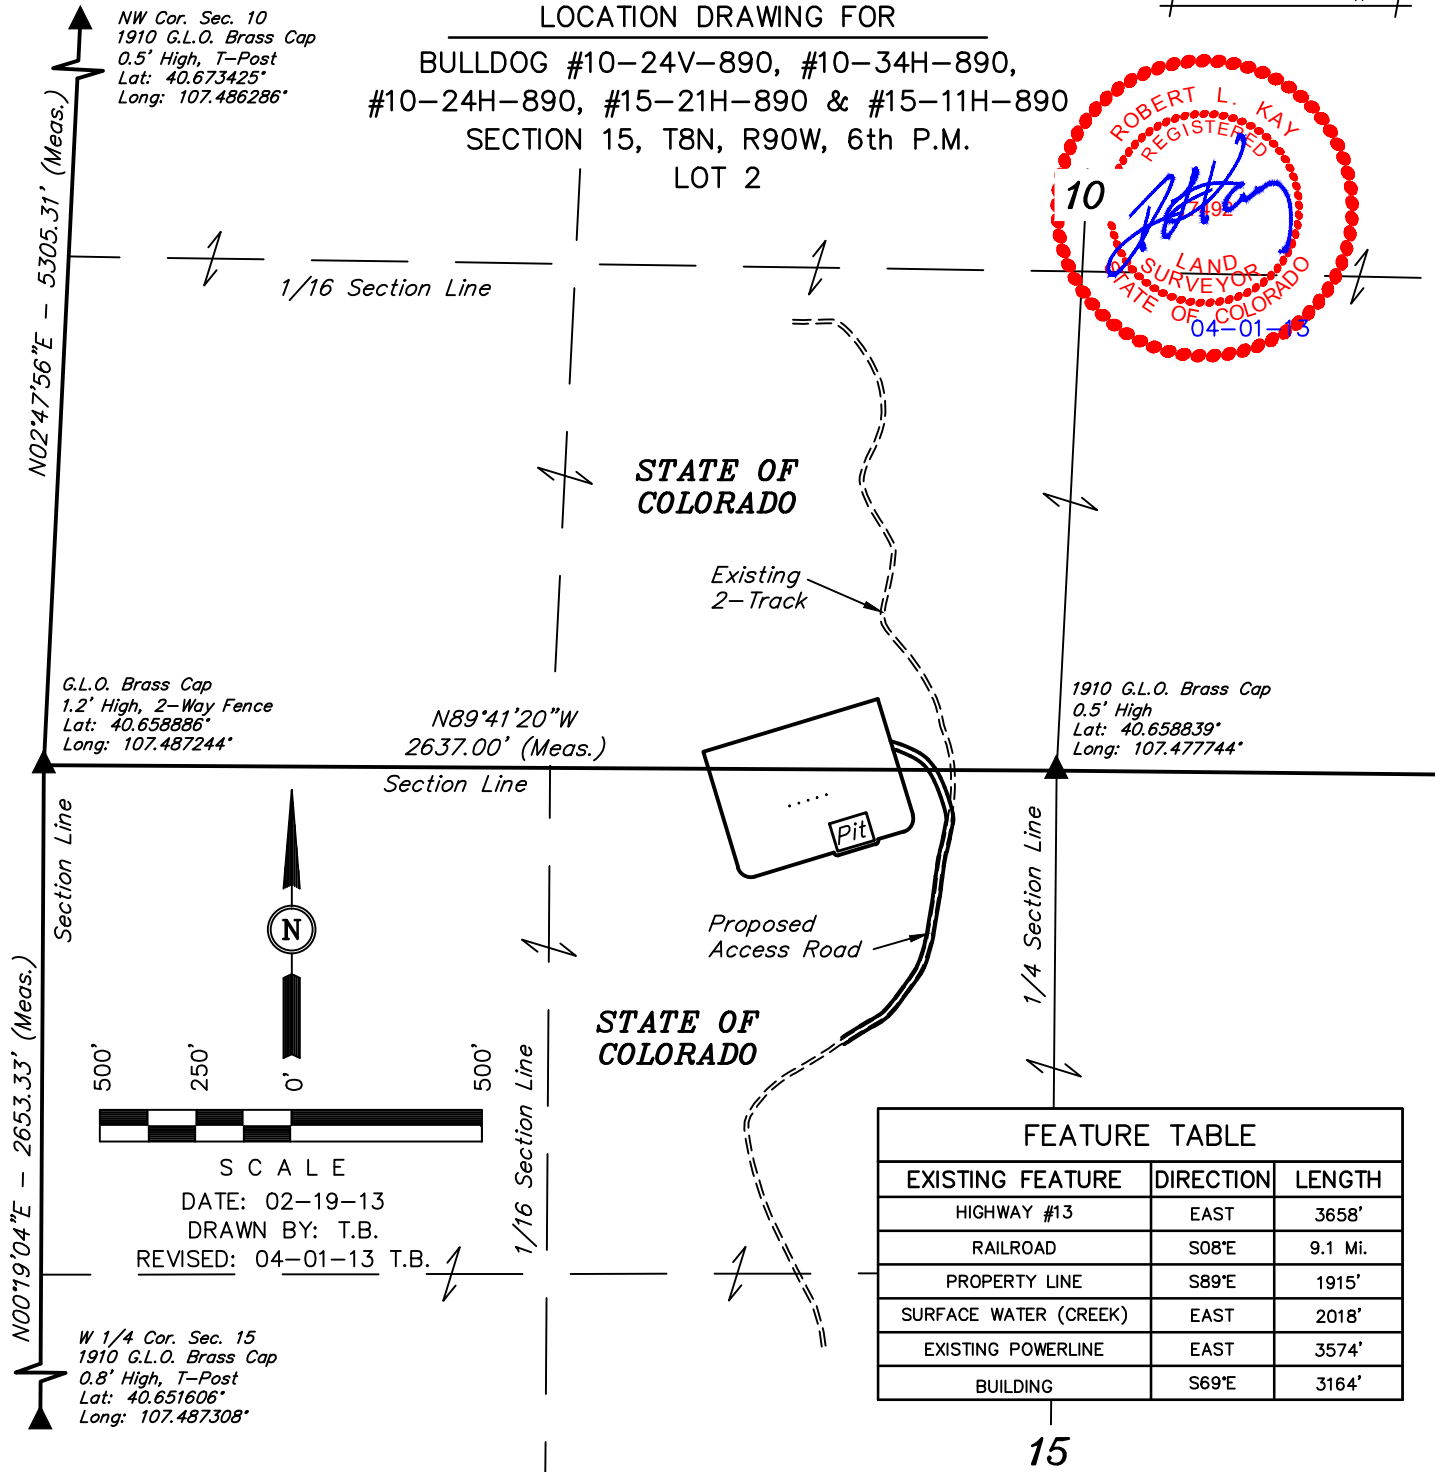 LOCATION DRAWING FOR
BULLDOG #10-24V-890, #10-34H-890,
#10-24H-890, #15-21H-890 & #15-11H-890
SECTION 15, T8N, R90W, 6th P.M.
LOT 2
NW Cor. Sec. 10
1910 G.L.O. Brass Cap
0.5' High, T-Post
Lat: 40.673425°
Long: 107.486286°
N02°47'56"E - 5305.31' (Meas.)
ROBERT L. KAY
REGISTERED
7492
LAND
SURVEYOR
STATE OF COLORADO
04-01-13
10
1/16 Section Line
STATE OF
COLORADO
Existing
2-Track
G.L.O. Brass Cap
1.2' High, 2-Way Fence
Lat: 40.658886°
Long: 107.487244°
N89°41'20"W
2637.00' (Meas.)
Section Line
1910 G.L.O. Brass Cap
0.5' High
Lat: 40.658839°
Long: 107.477744°
Pit
Section Line
N
Proposed
Access Road
1/4 Section Line
STATE OF
COLORADO
N00°19'04"E - 2653.33' (Meas.)
500' 250' 0' 500'
SCALE
DATE: 02-19-13
DRAWN BY: T.B.
REVISED: 04-01-13 T.B.
1/16 Section Line
W 1/4 Cor. Sec. 15
1910 G.L.O. Brass Cap
0.8' High, T-Post
Lat: 40.651606°
Long: 107.487308°
FEATURE TABLE
EXISTING FEATURE DIRECTION LENGTH
HIGHWAY #13 EAST 3658'
RAILROAD S08°E 9.1 Mi.
PROPERTY LINE S89°E 1915'
SURFACE WATER (CREEK) EAST 2018'
EXISTING POWERLINE EAST 3574'
BUILDING S69°E 3164'
15